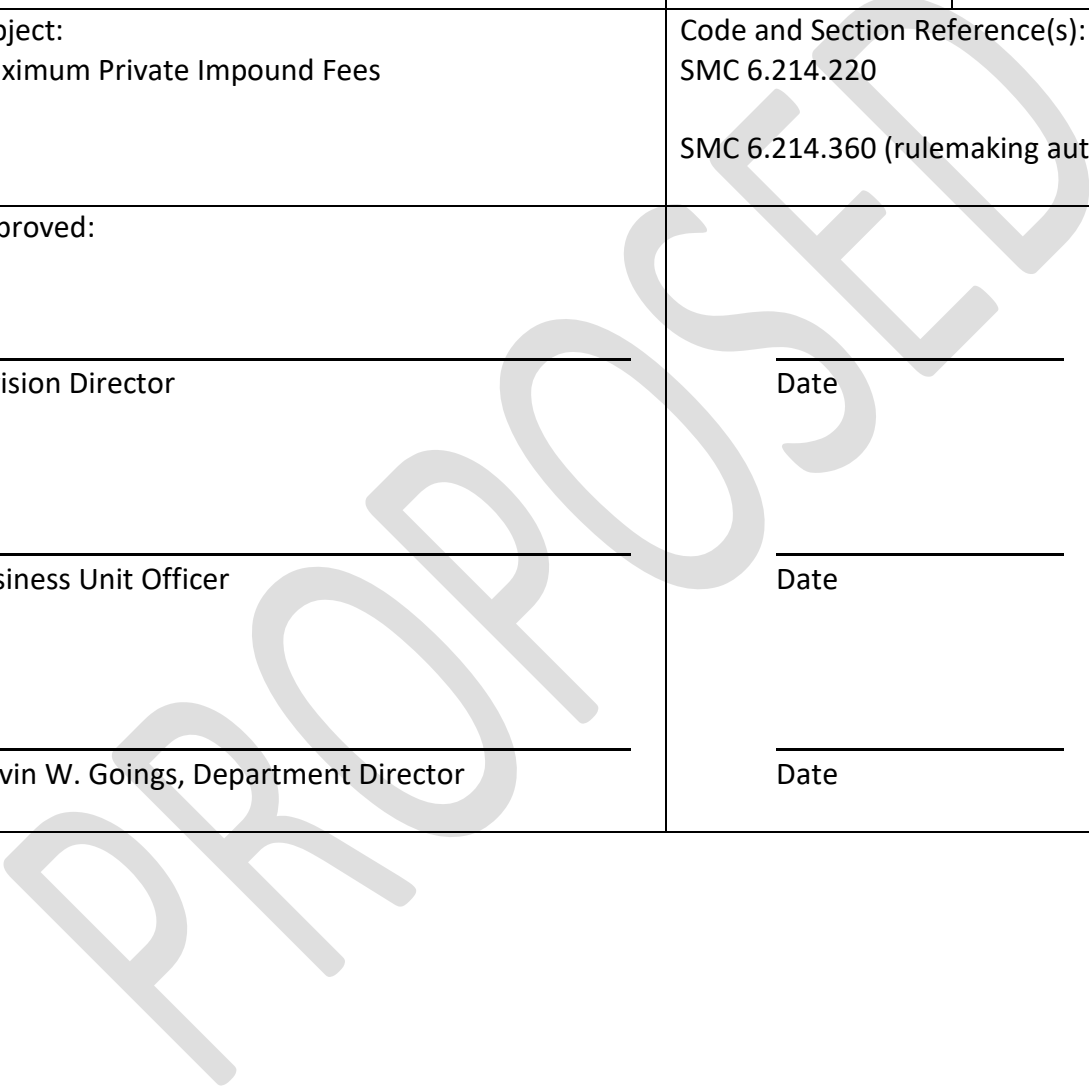 bject:
ximum Private Impound Fees
Code and Section Reference(s):
SMC 6.214.220
SMC 6.214.360 (rulemaking aut
proved:
ision Director
Date
siness Unit Officer
Date
vin W. Goings, Department Director
Date
PROPOSED